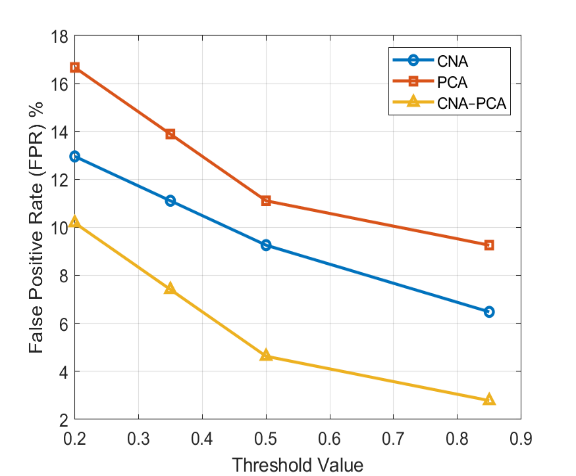 18
16
14
12
10
8
6
4
2
False Positive Rate (FPR) %
CNA
PCA
CNA-PCA
0.2 0.3 0.4 0.5 0.6 0.7 0.8 0.9
Threshold Value